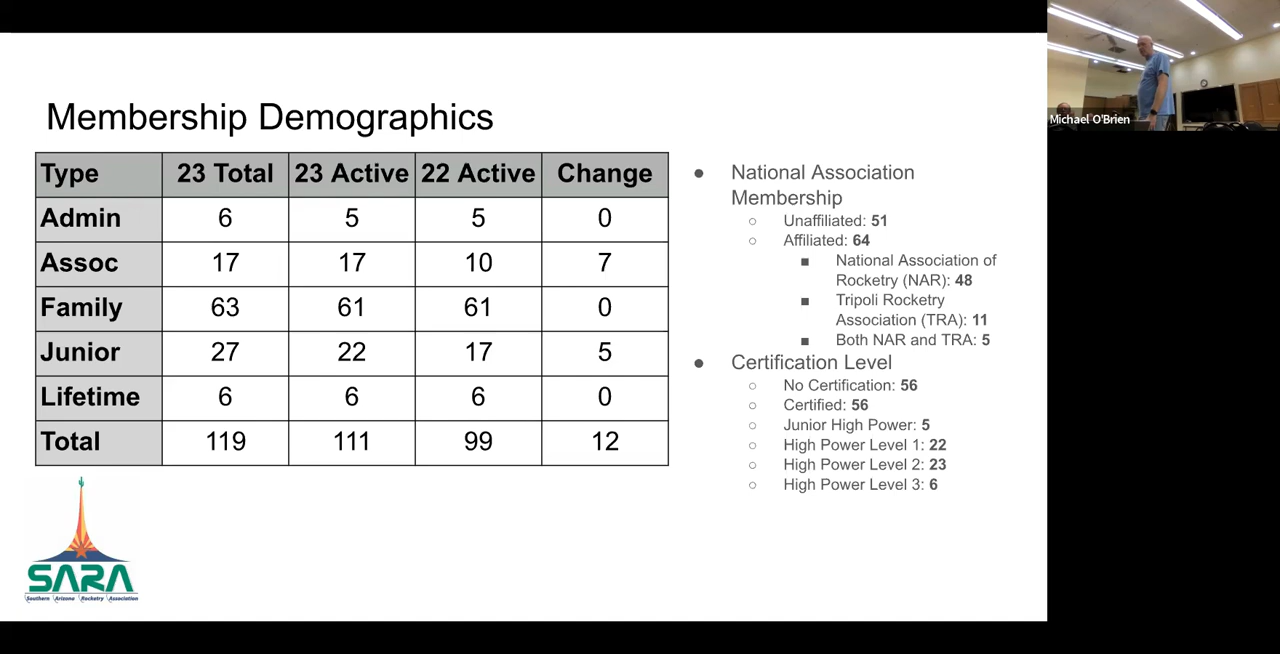 Membership Demographics
Type 23 Total 23 Active 22 Active Change
Admin 6 5 5 0
Assoc 17 17 10 7
Family 63 61 61 0
Junior 27 22 17 5
Lifetime 6 6 6 0
Total 119 111 99 12
SARA
Southern Arizona Rocketry Association
● National Association
Membership
○ Unaffiliated: 51
○ Affiliated: 64
■ National Association of
Rocketry (NAR): 48
■ Tripoli Rocketry
Association (TRA): 11
■ Both NAR and TRA: 5
● Certification Level
○ No Certification: 56
○ Certified: 56
○ Junior High Power: 5
○ High Power Level 1: 22
○ High Power Level 2: 23
○ High Power Level 3: 6
Michael O'Brien